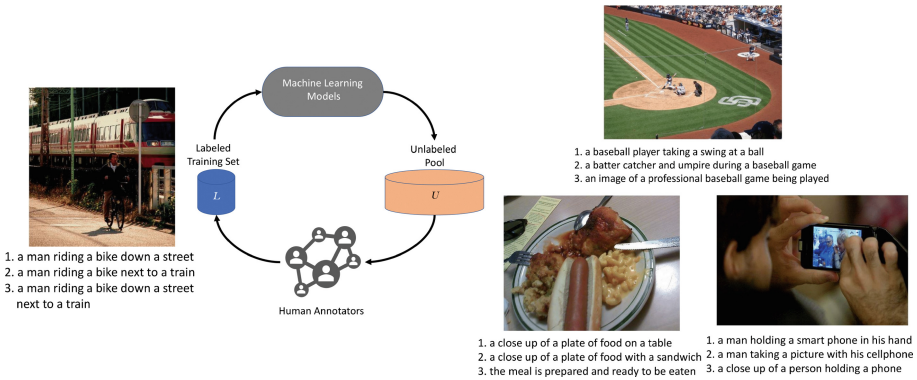 Machine Learning
Models
Labeled
Training Set
L
Unlabeled
Pool
U
Human Annotators
1. a man riding a bike down a street
2. a man riding a bike next to a train
3. a man riding a bike down a street
next to a train
1. a baseball player taking a swing at a ball
2. a batter catcher and umpire during a baseball game
3. an image of a professional baseball game being played
1. a close up of a plate of food on a table
2. a close up of a plate of food with a sandwich
3. the meal is prepared and ready to be eaten
1. a man holding a smart phone in his hand
2. a man taking a picture with his cellphone
3. a close up of a person holding a phone